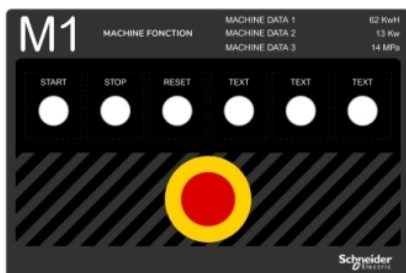 M1
MACHINE FONCTION
MACHINE DATA 1 62 KwH
MACHINE DATA 2 13 Kw
MACHINE DATA 3 14 MPa
START STOP RESET TEXT TEXT TEXT
Schneider
Electric